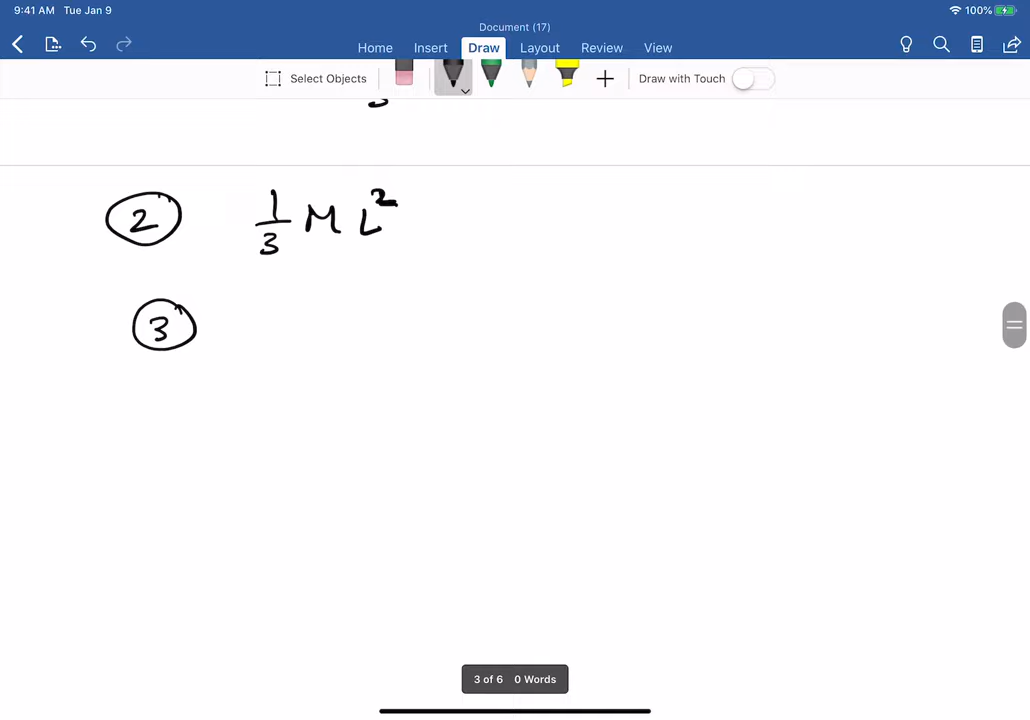 9:41 AM Tue Jan 9 100%
Document (17)
Home Insert Draw Layout Review View
Select Objects Draw with Touch
2 1/3 M L²
3
3 of 6 0 Words